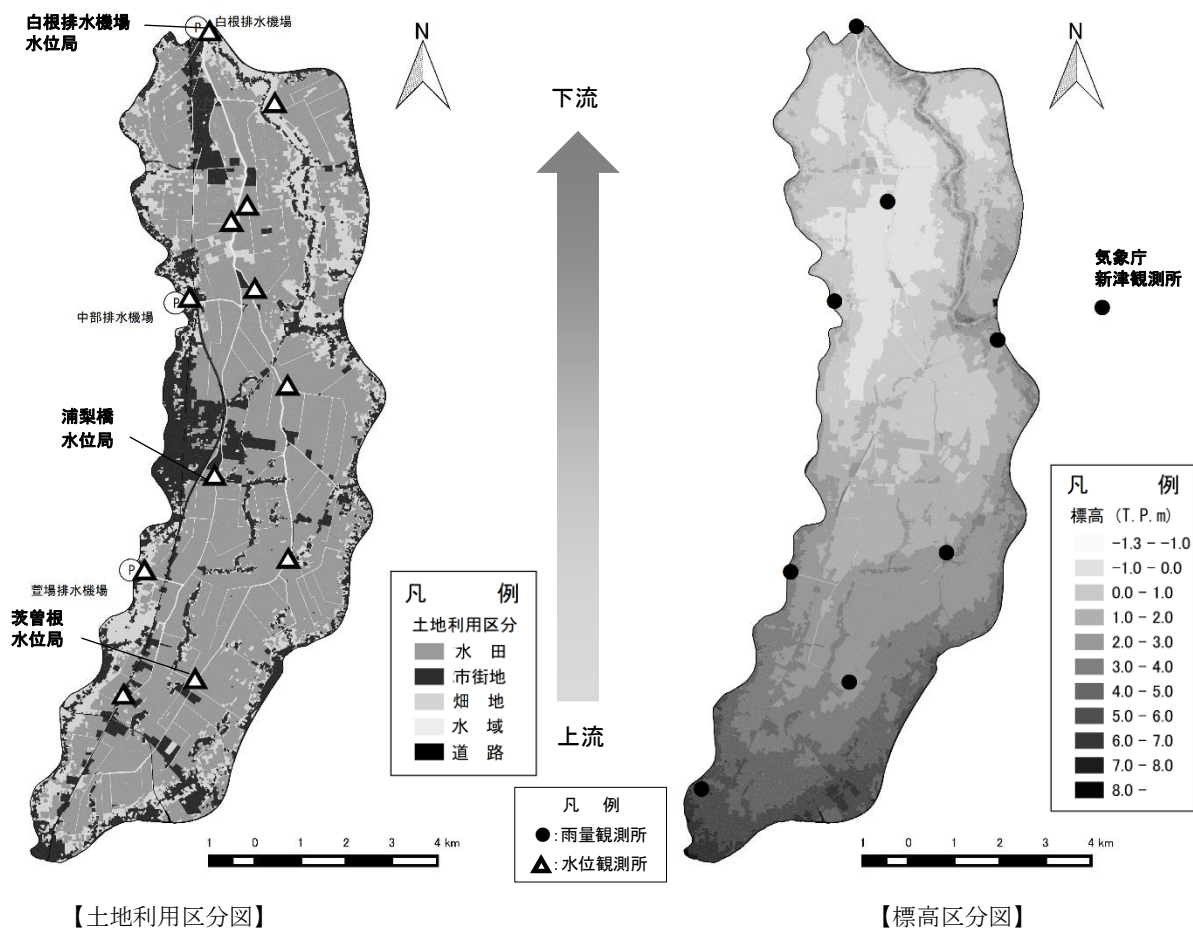 白根排水機場
水位局
P
白根排水機場
N
中部排水機場
P
浦梨橋
水位局
萱場排水機場
P
茨曽根
水位局
凡 例
土地利用区分
水 田
市街地
畑 地
水 域
道 路
1 0 1 2 3 4 km
【土地利用区分図】
下流
上流
凡 例
●:雨量観測所
△:水位観測所
N
気象庁
新津観測所
凡 例
標高 (T.P.m)
-1.3 - -1.0
-1.0 - 0.0
0.0 - 1.0
1.0 - 2.0
2.0 - 3.0
3.0 - 4.0
4.0 - 5.0
5.0 - 6.0
6.0 - 7.0
7.0 - 8.0
8.0 -
1 0 1 2 3 4 km
【標高区分図】